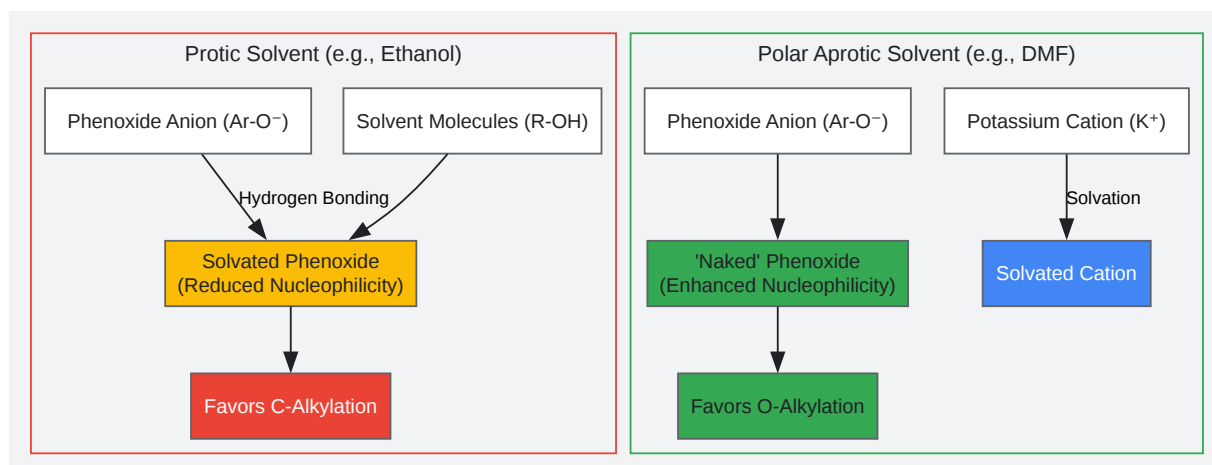 Protic Solvent (e.g., Ethanol)
Phenoxide Anion (Ar-O⁻)
Solvent Molecules (R-OH)
Hydrogen Bonding
Solvated Phenoxide
(Reduced Nucleophilicity)
Favors C-Alkylation
Polar Aprotic Solvent (e.g., DMF)
Phenoxide Anion (Ar-O⁻)
Potassium Cation (K⁺)
Solvation
'Naked' Phenoxide
(Enhanced Nucleophilicity)
Solvated Cation
Favors O-Alkylation